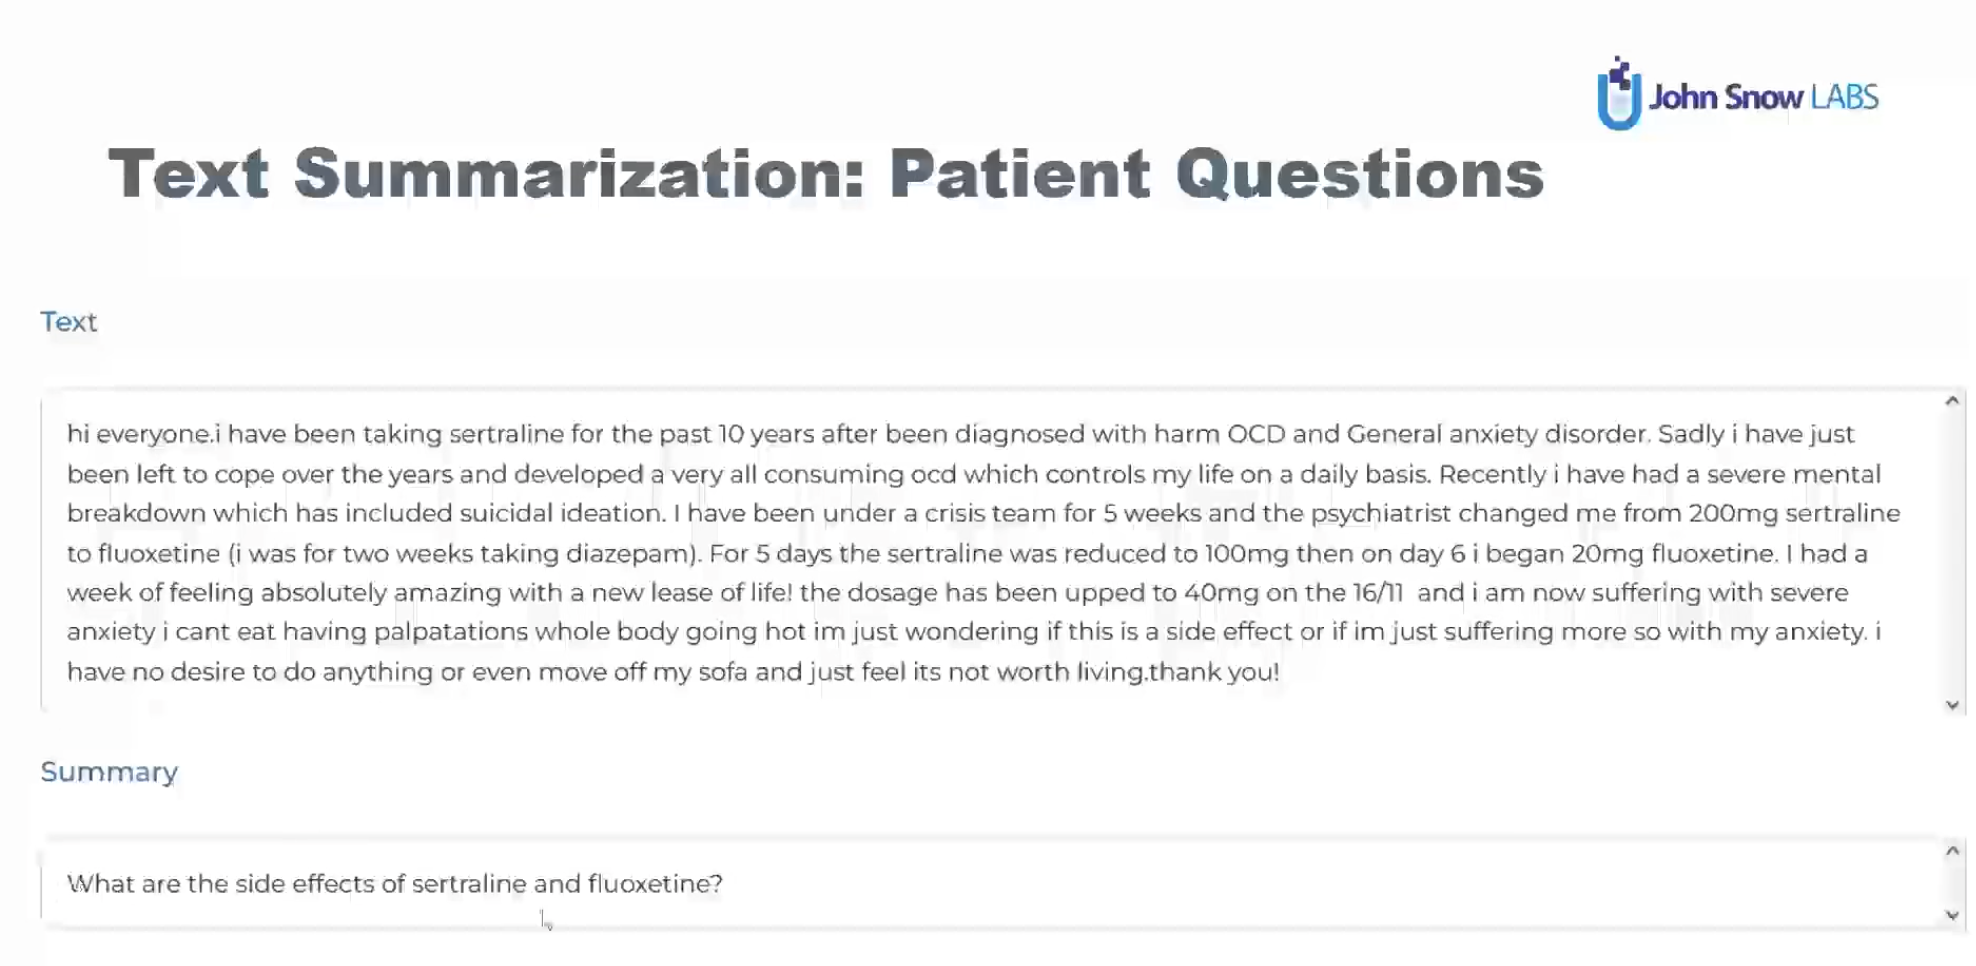 John Snow LABS
Text Summarization: Patient Questions
Text
hi everyone.i have been taking sertraline for the past 10 years after been diagnosed with harm OCD and General anxiety disorder. Sadly i have just
been left to cope over the years and developed a very all consuming ocd which controls my life on a daily basis. Recently i have had a severe mental
breakdown which has included suicidal ideation. I have been under a crisis team for 5 weeks and the psychiatrist changed me from 200mg sertraline
to fluoxetine (i was for two weeks taking diazepam). For 5 days the sertraline was reduced to 100mg then on day 6 i began 20mg fluoxetine. I had a
week of feeling absolutely amazing with a new lease of life! the dosage has been upped to 40mg on the 16/11 and i am now suffering with severe
anxiety i cant eat having palpatations whole body going hot im just wondering if this is a side effect or if im just suffering more so with my anxiety. i
have no desire to do anything or even move off my sofa and just feel its not worth living.thank you!
Summary
What are the side effects of sertraline and fluoxetine?